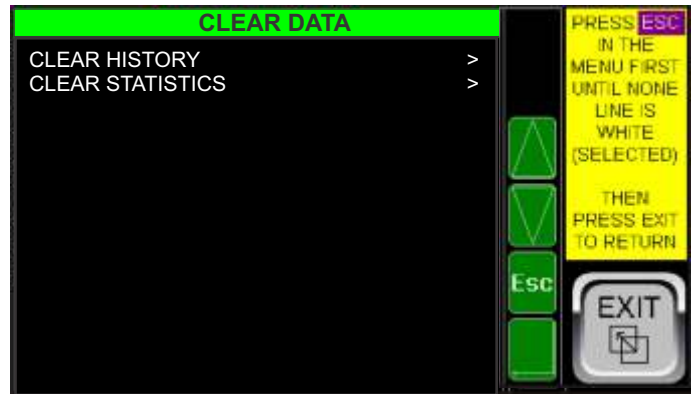 CLEAR DATA
CLEAR HISTORY >
CLEAR STATISTICS >
Esc
PRESS ESC
IN THE
MENU FIRST
UNTIL NONE
LINE IS
WHITE
(SELECTED)
THEN
PRESS EXIT
TO RETURN
EXIT